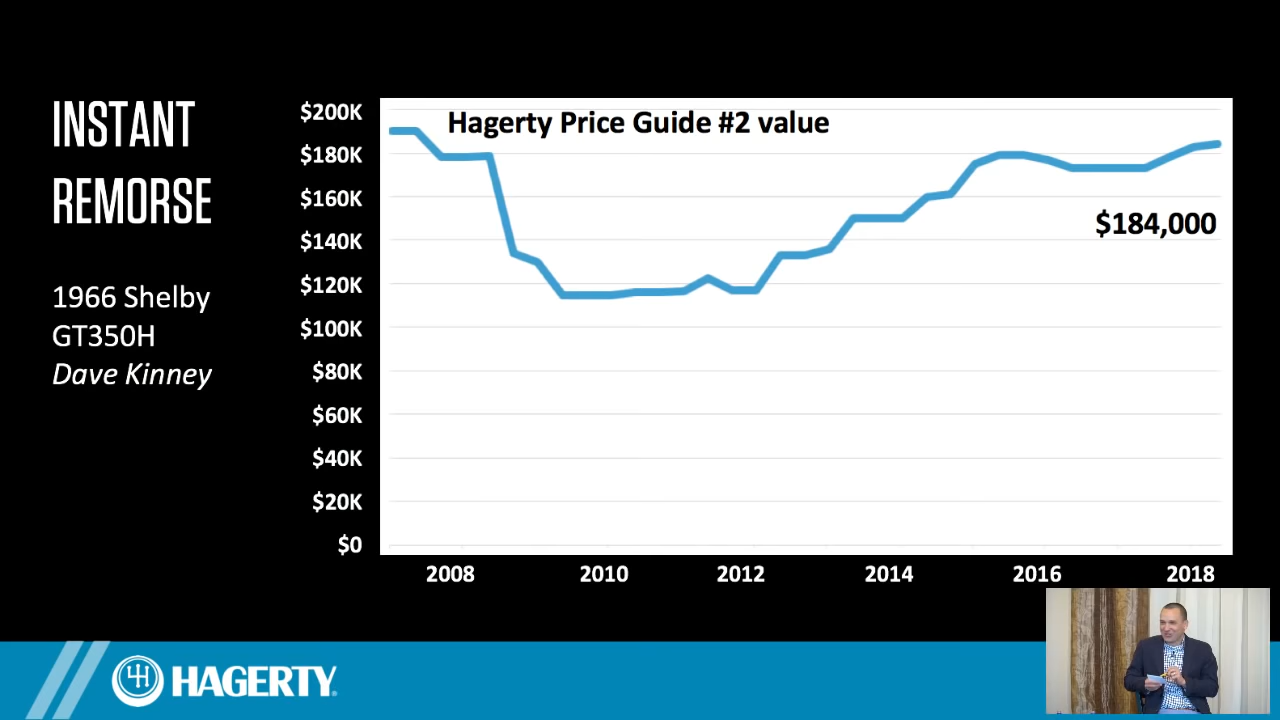 INSTANT
REMORSE
1966 Shelby
GT350H
Dave Kinney
Hagerty Price Guide #2 value
$200K
$180K
$160K
$140K
$120K
$100K
$80K
$60K
$40K
$20K
$0
$184,000
2008 2010 2012 2014 2016 2018
HAGERTY